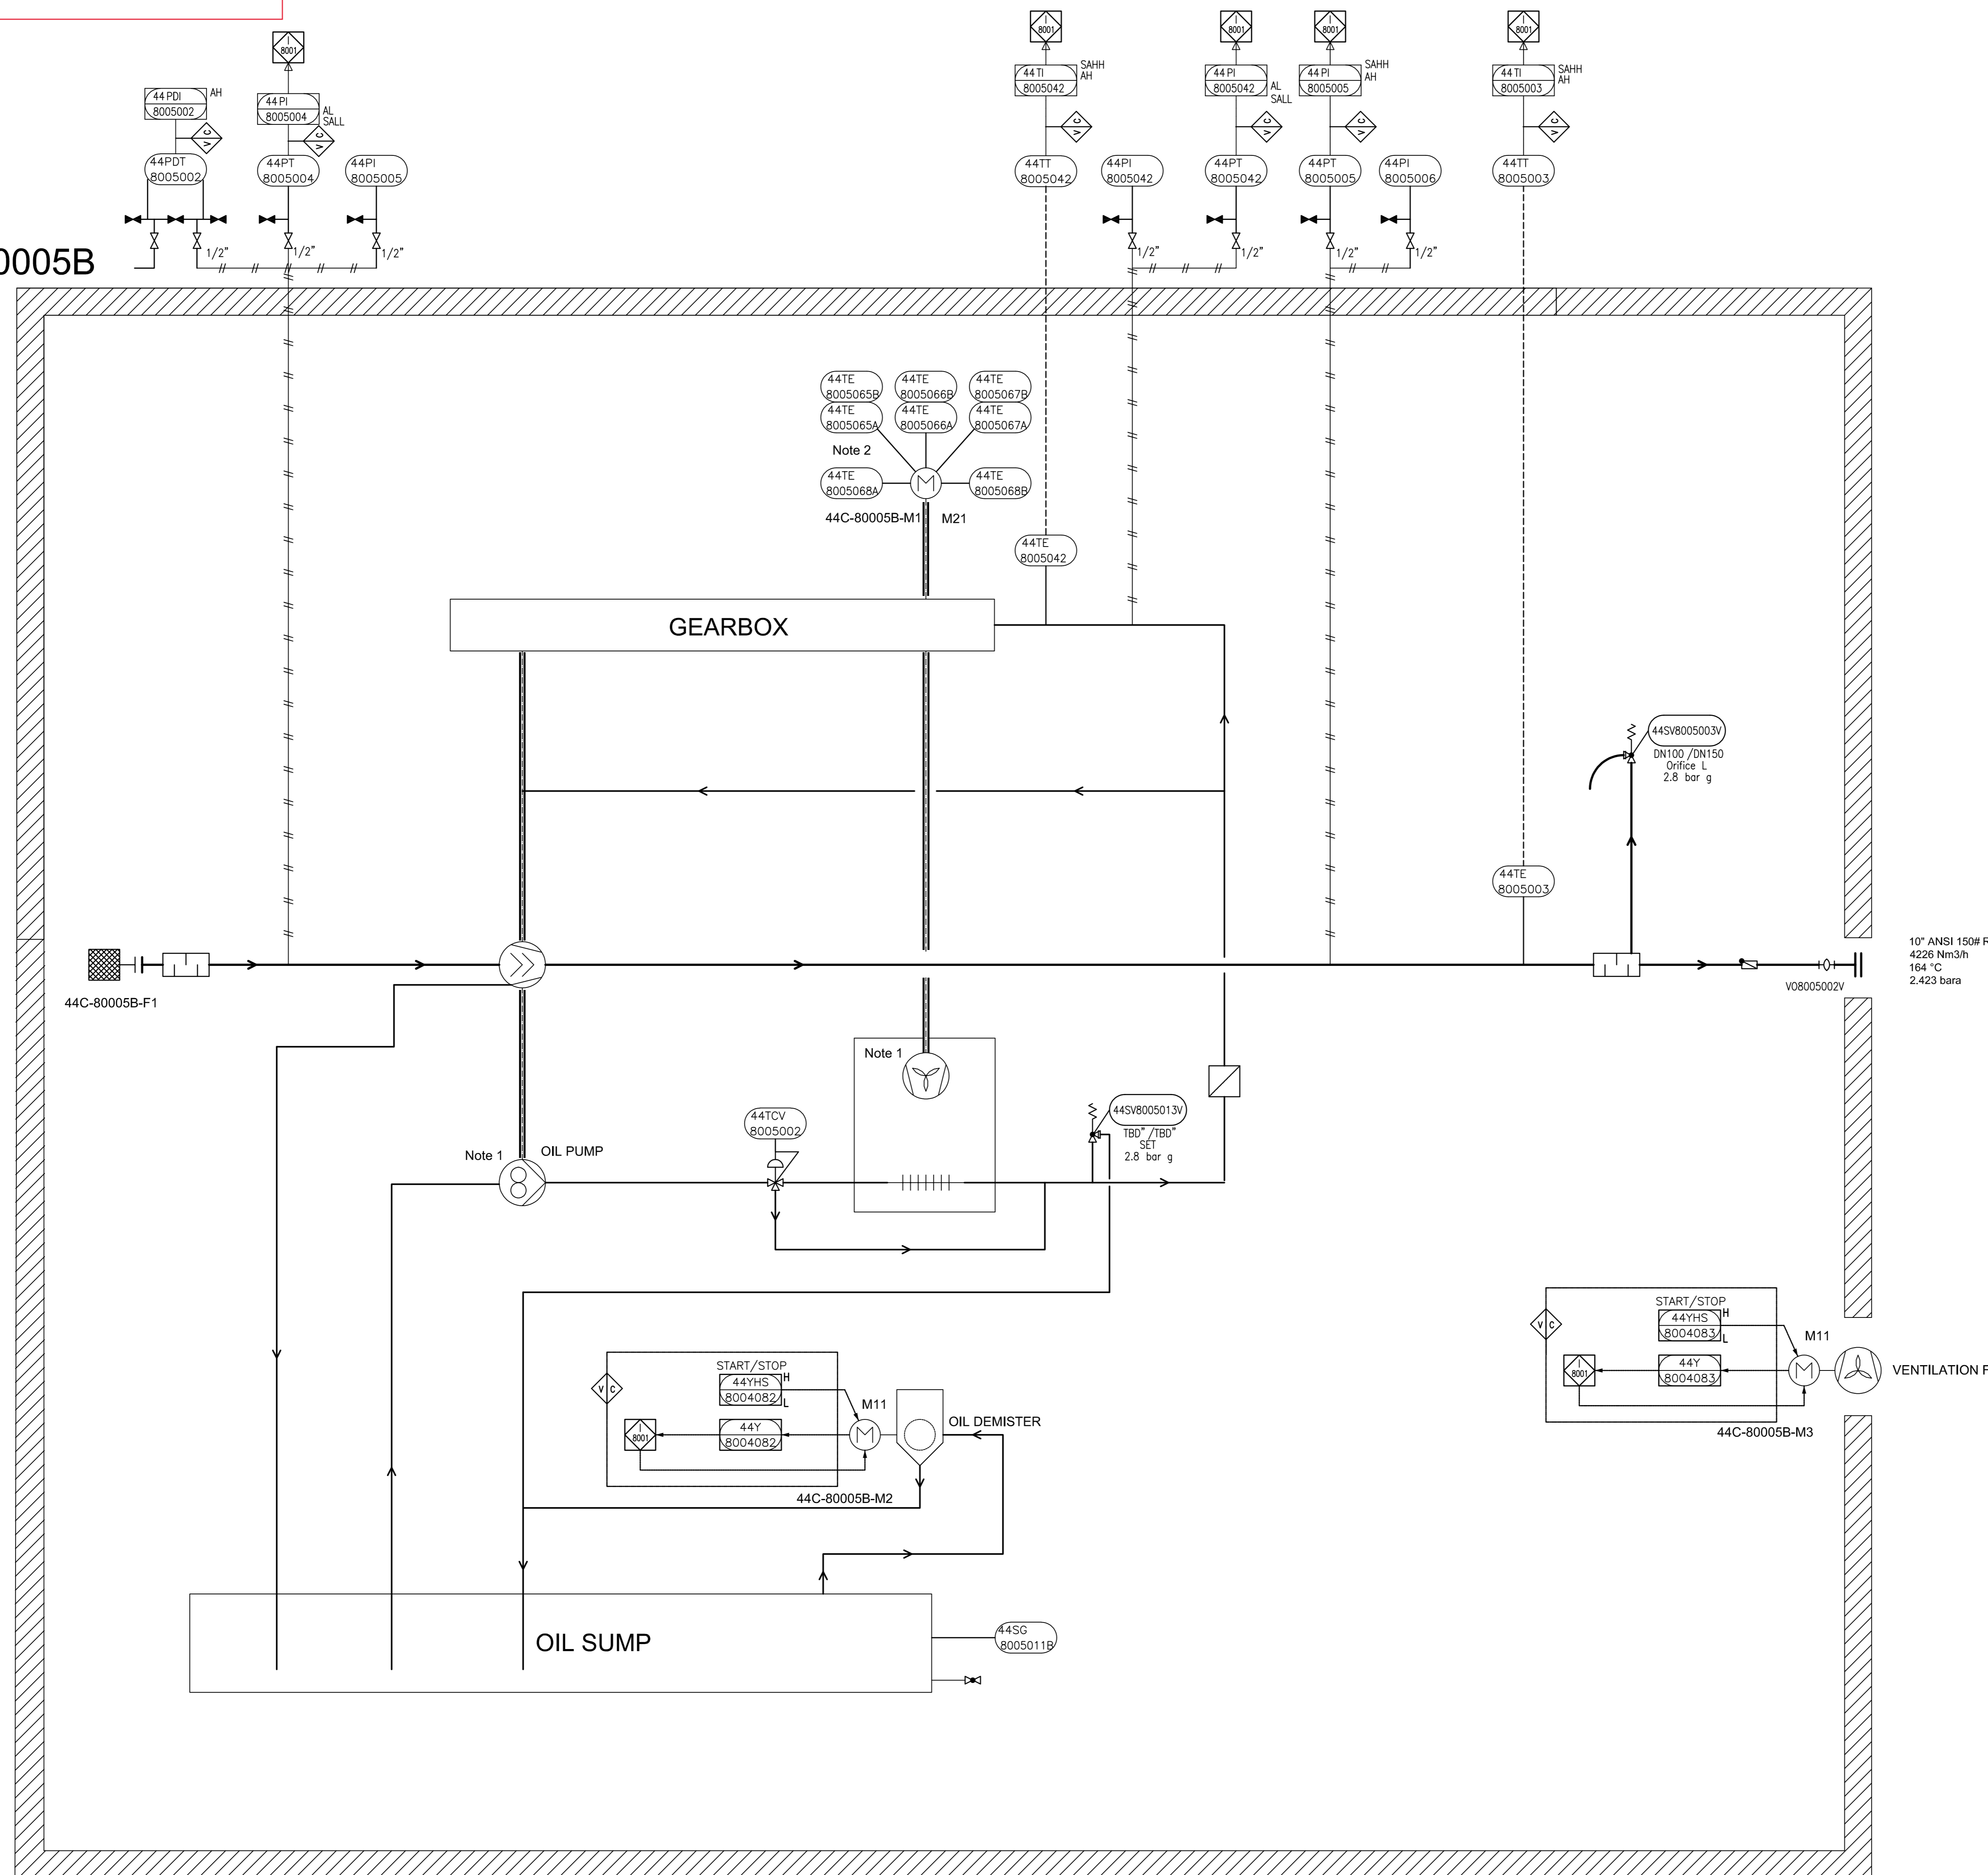 I
8001
I
8001
I
8001
I
8001
I
8001
44 PDI
8005002
AH
44 PI
8005004
AL
SALL
44 TI
8005042
SAHH
AH
44 PI
8005042
AL
SALL
44 PI
8005005
SAHH
AH
44 TI
8005003
SAHH
AH
V C
V C
V C
V C
V C
V C
44PDT
8005002
44PT
8005004
44PI
8005005
44TT
8005042
44PI
8005042
44PT
8005042
44PT
8005005
44PI
8005006
44TT
8005003
0005B
1/2"
1/2"
1/2"
1/2"
1/2"
1/2"
1/2"
44TE
8005065B
44TE
8005066B
44TE
8005067B
44TE
8005065A
44TE
8005066A
44TE
8005067A
Note 2
44TE
8005068A
M
44TE
8005068B
44C-80005B-M1
M21
44TE
8005042
GEARBOX
44SV8005003V
DN100 /DN150
Orifice L
2.8 bar g
44TE
8005003
44C-80005B-F1
VO8005002V
10" ANSI 150# R
4226 Nm3/h
164 °C
2.423 bara
Note 1
44TCV
8005002
44SV8005013V
TBD" /TBD"
SET
2.8 bar g
Note 1
OIL PUMP
START/STOP
44YHS
8004082
H
L
V C
I
8001
44Y
8004082
M11
M
OIL DEMISTER
44C-80005B-M2
START/STOP
44YHS
8004083
H
L
V C
I
8001
44Y
8004083
M11
M
VENTILATION F
44C-80005B-M3
OIL SUMP
44SG
8005011B